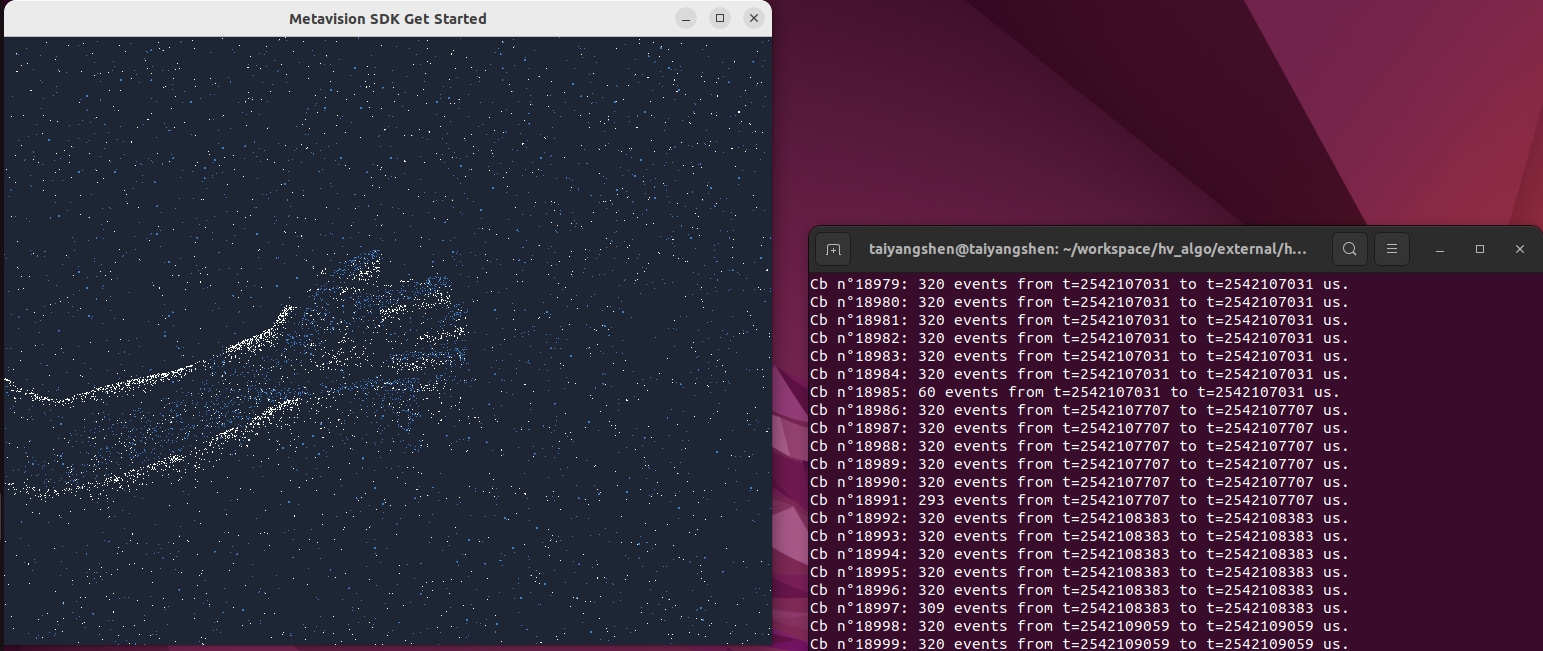 Metavision SDK Get Started
taiyangshen@taiyangshen: ~/workspace/hv_algo/external/h...
Cb n°18979: 320 events from t=2542107031 to t=2542107031 us.
Cb n°18980: 320 events from t=2542107031 to t=2542107031 us.
Cb n°18981: 320 events from t=2542107031 to t=2542107031 us.
Cb n°18982: 320 events from t=2542107031 to t=2542107031 us.
Cb n°18983: 320 events from t=2542107031 to t=2542107031 us.
Cb n°18984: 320 events from t=2542107031 to t=2542107031 us.
Cb n°18985: 60 events from t=2542107031 to t=2542107031 us.
Cb n°18986: 320 events from t=2542107707 to t=2542107707 us.
Cb n°18987: 320 events from t=2542107707 to t=2542107707 us.
Cb n°18988: 320 events from t=2542107707 to t=2542107707 us.
Cb n°18989: 320 events from t=2542107707 to t=2542107707 us.
Cb n°18990: 320 events from t=2542107707 to t=2542107707 us.
Cb n°18991: 293 events from t=2542107707 to t=2542107707 us.
Cb n°18992: 320 events from t=2542108383 to t=2542108383 us.
Cb n°18993: 320 events from t=2542108383 to t=2542108383 us.
Cb n°18994: 320 events from t=2542108383 to t=2542108383 us.
Cb n°18995: 320 events from t=2542108383 to t=2542108383 us.
Cb n°18996: 320 events from t=2542108383 to t=2542108383 us.
Cb n°18997: 309 events from t=2542108383 to t=2542108383 us.
Cb n°18998: 320 events from t=2542109059 to t=2542109059 us.
Cb n°18999: 320 events from t=2542109059 to t=2542109059 us.